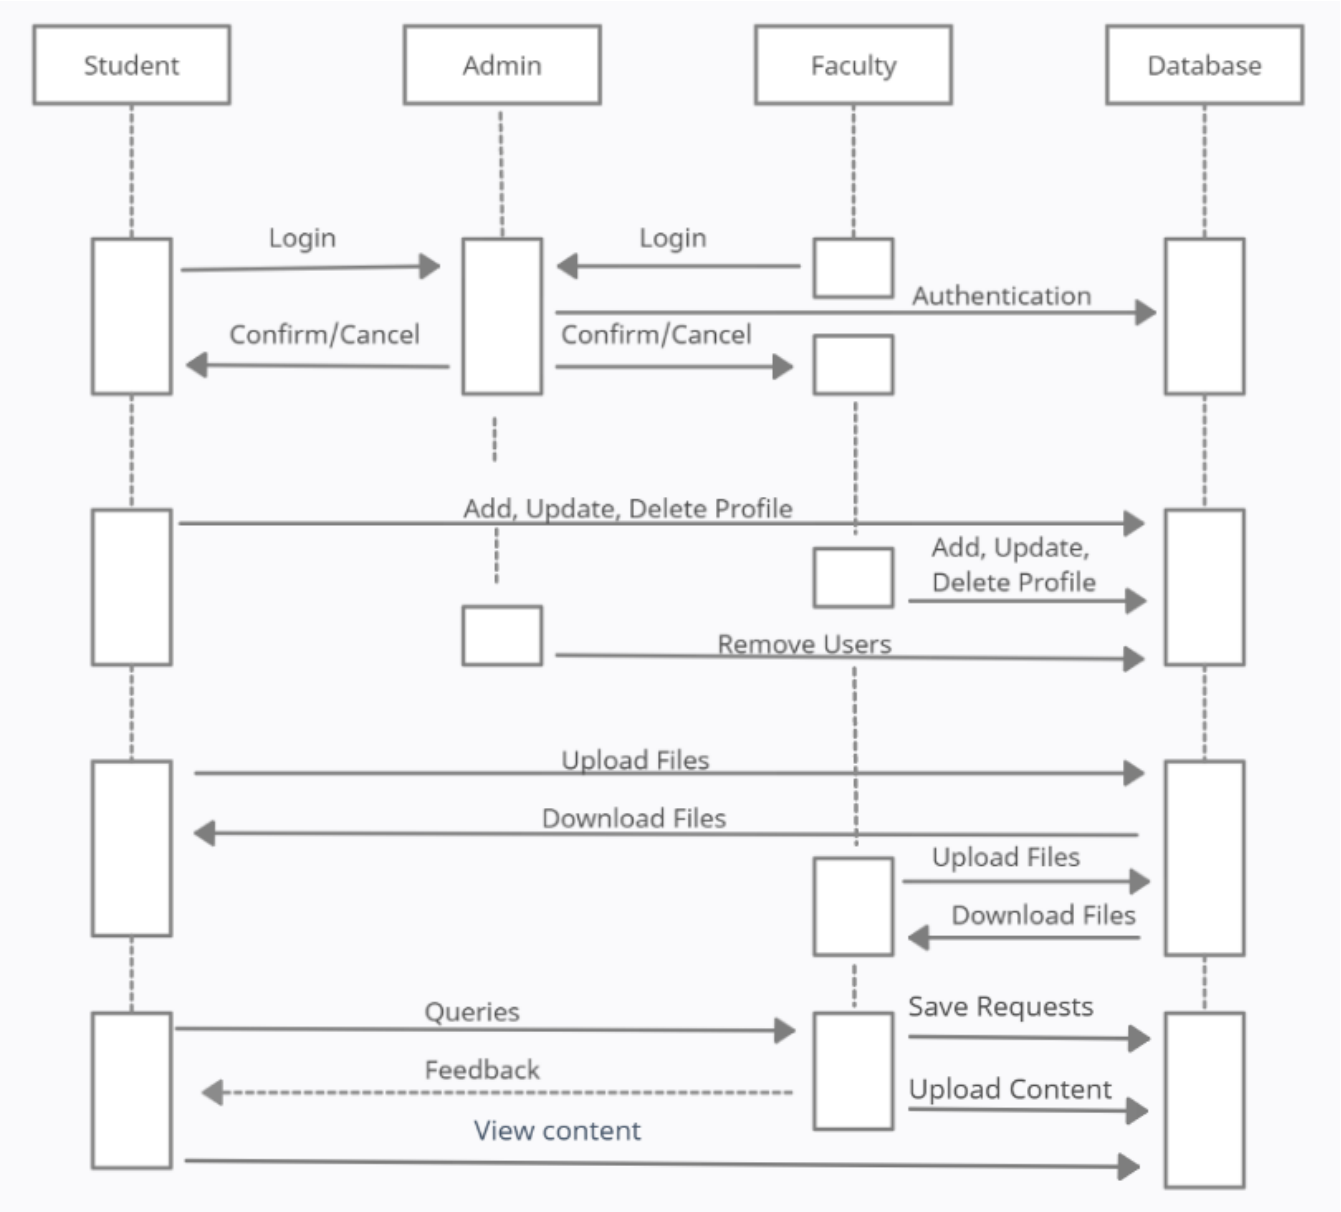 Student
Admin
Faculty
Database
Login
Login
Authentication
Confirm/Cancel
Confirm/Cancel
Add, Update, Delete Profile
Add, Update,
Delete Profile
Remove Users
Upload Files
Download Files
Upload Files
Download Files
Queries
Save Requests
Feedback
Upload Content
View content